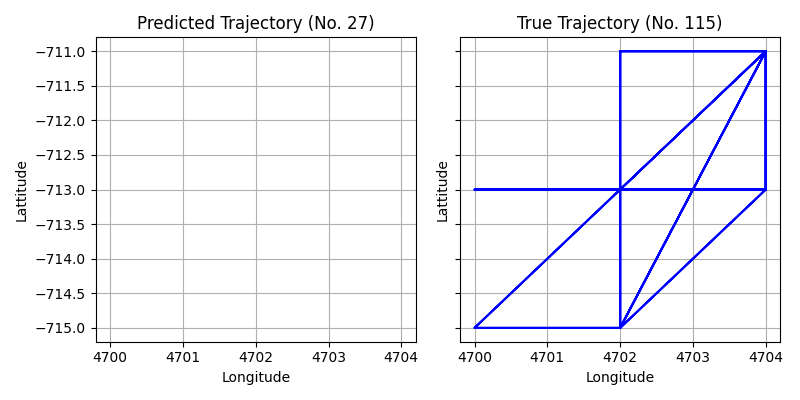 Predicted Trajectory (No. 27)
True Trajectory (No. 115)
Lattitude
−711.0
−711.5
−712.0
−712.5
−713.0
−713.5
−714.0
−714.5
−715.0
4700 4701 4702 4703 4704
Longitude
Lattitude
4700 4701 4702 4703 4704
Longitude